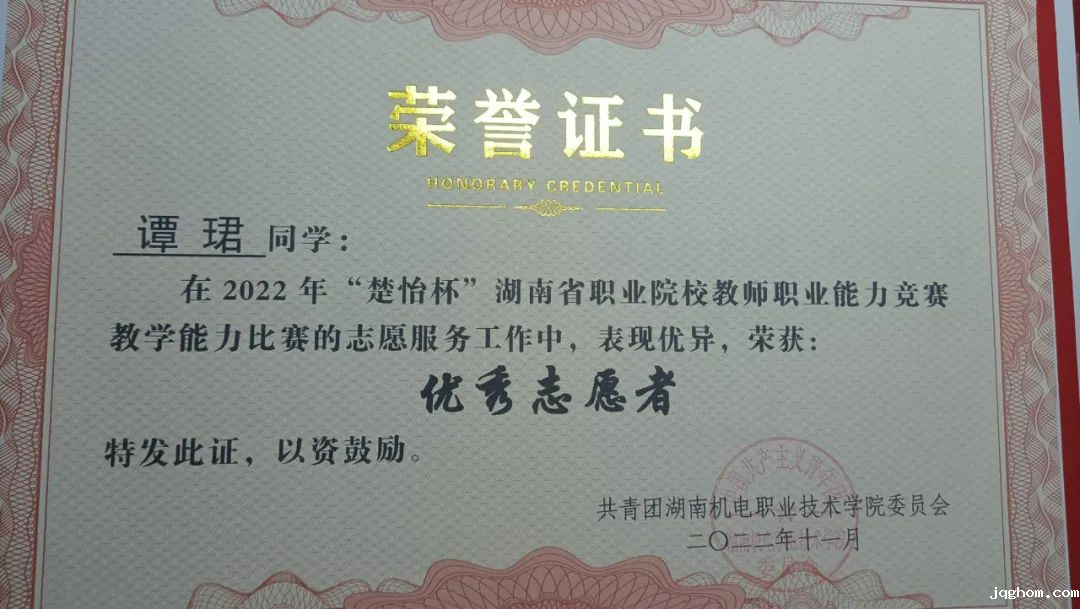 荣誉证书
HONORARY CREDENTIAL
谭珺同学：
在2022年“楚怡杯”湖南省职业院校教师职业能力竞赛
教学能力比赛的志愿服务工作中，表现优异，荣获：
优秀志愿者
特发此证，以资鼓励。
共青团湖南机电职业技术学院委员会
二〇二二年十一月
jqghom.com